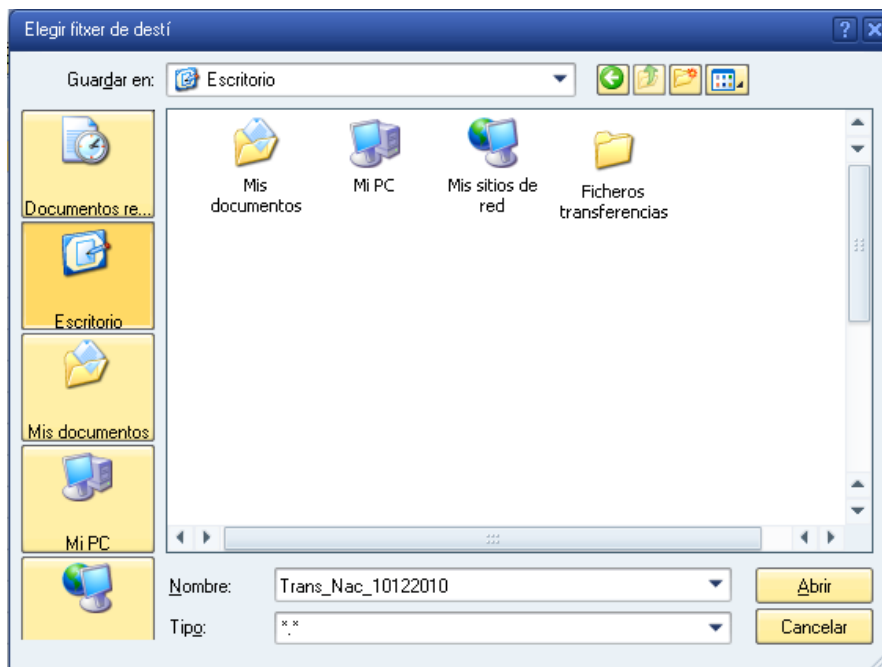 Elegir fitxer de destí
Guardar en:
Escritorio
Documentos re...
Escritorio
Mis documentos
Mi PC
Mis
documentos
Mi PC
Mis sitios de
red
Ficheros
transferencias
Nombre:
Trans_Nac_10122010
Abrir
Tipo:
*.*
Cancelar